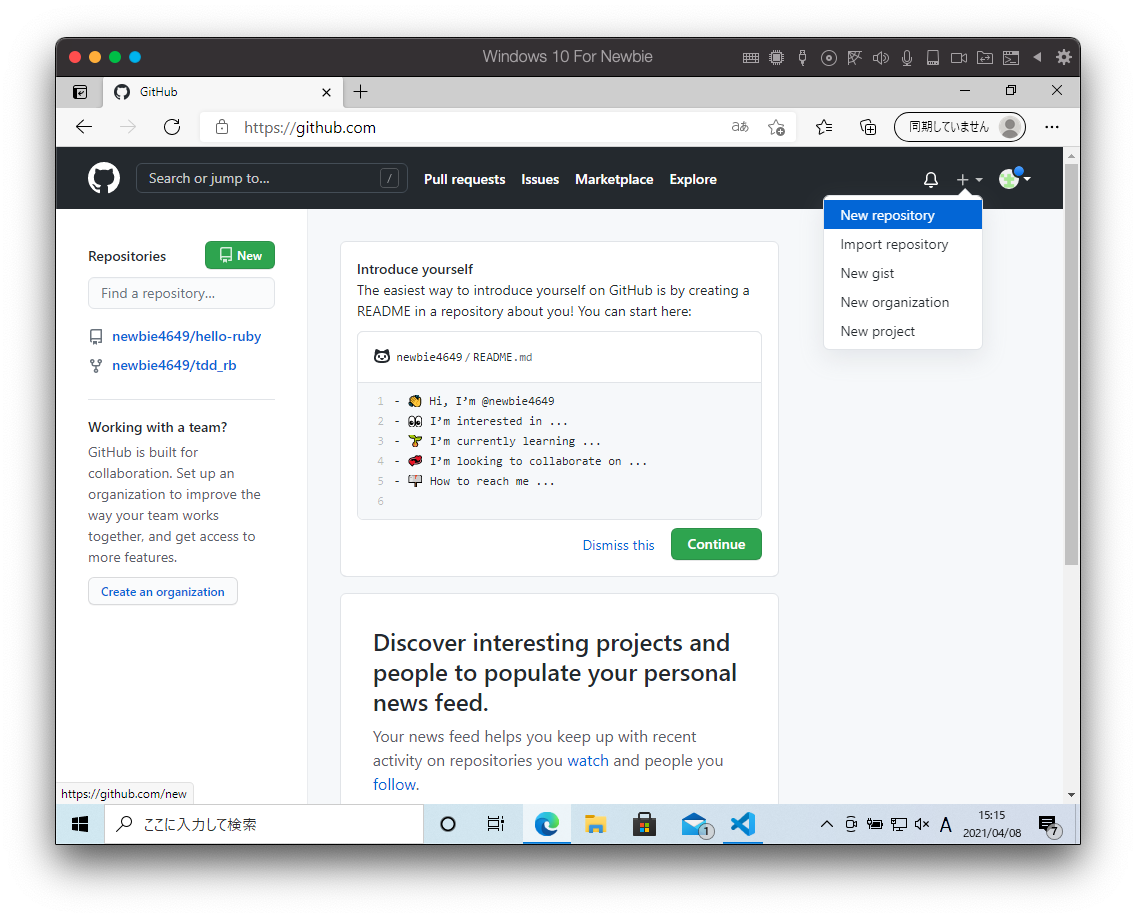 Windows 10 For Newbie
GitHub
https://github.com
aあ
同期していません
Search or jump to...
/
Pull requests
Issues
Marketplace
Explore
New repository
Import repository
New gist
New organization
New project
Repositories
New
Find a repository...
newbie4649/hello-ruby
newbie4649/tdd_rb
Working with a team?
GitHub is built for
collaboration. Set up an
organization to improve the
way your team works
together, and get access to
more features.
Create an organization
Introduce yourself
The easiest way to introduce yourself on GitHub is by creating a
README in a repository about you! You can start here:
newbie4649 / README.md
1 - 👋 Hi, I’m @newbie4649
2 - 👀 I’m interested in ...
3 - 🌱 I’m currently learning ...
4 - 💞️ I’m looking to collaborate on ...
5 - 📫 How to reach me ...
6
Dismiss this
Continue
Discover interesting projects and
people to populate your personal
news feed.
Your news feed helps you keep up with recent
activity on repositories you watch and people you
follow.
https://github.com/new
ここに入力して検索
1
A
15:15
2021/04/08
7